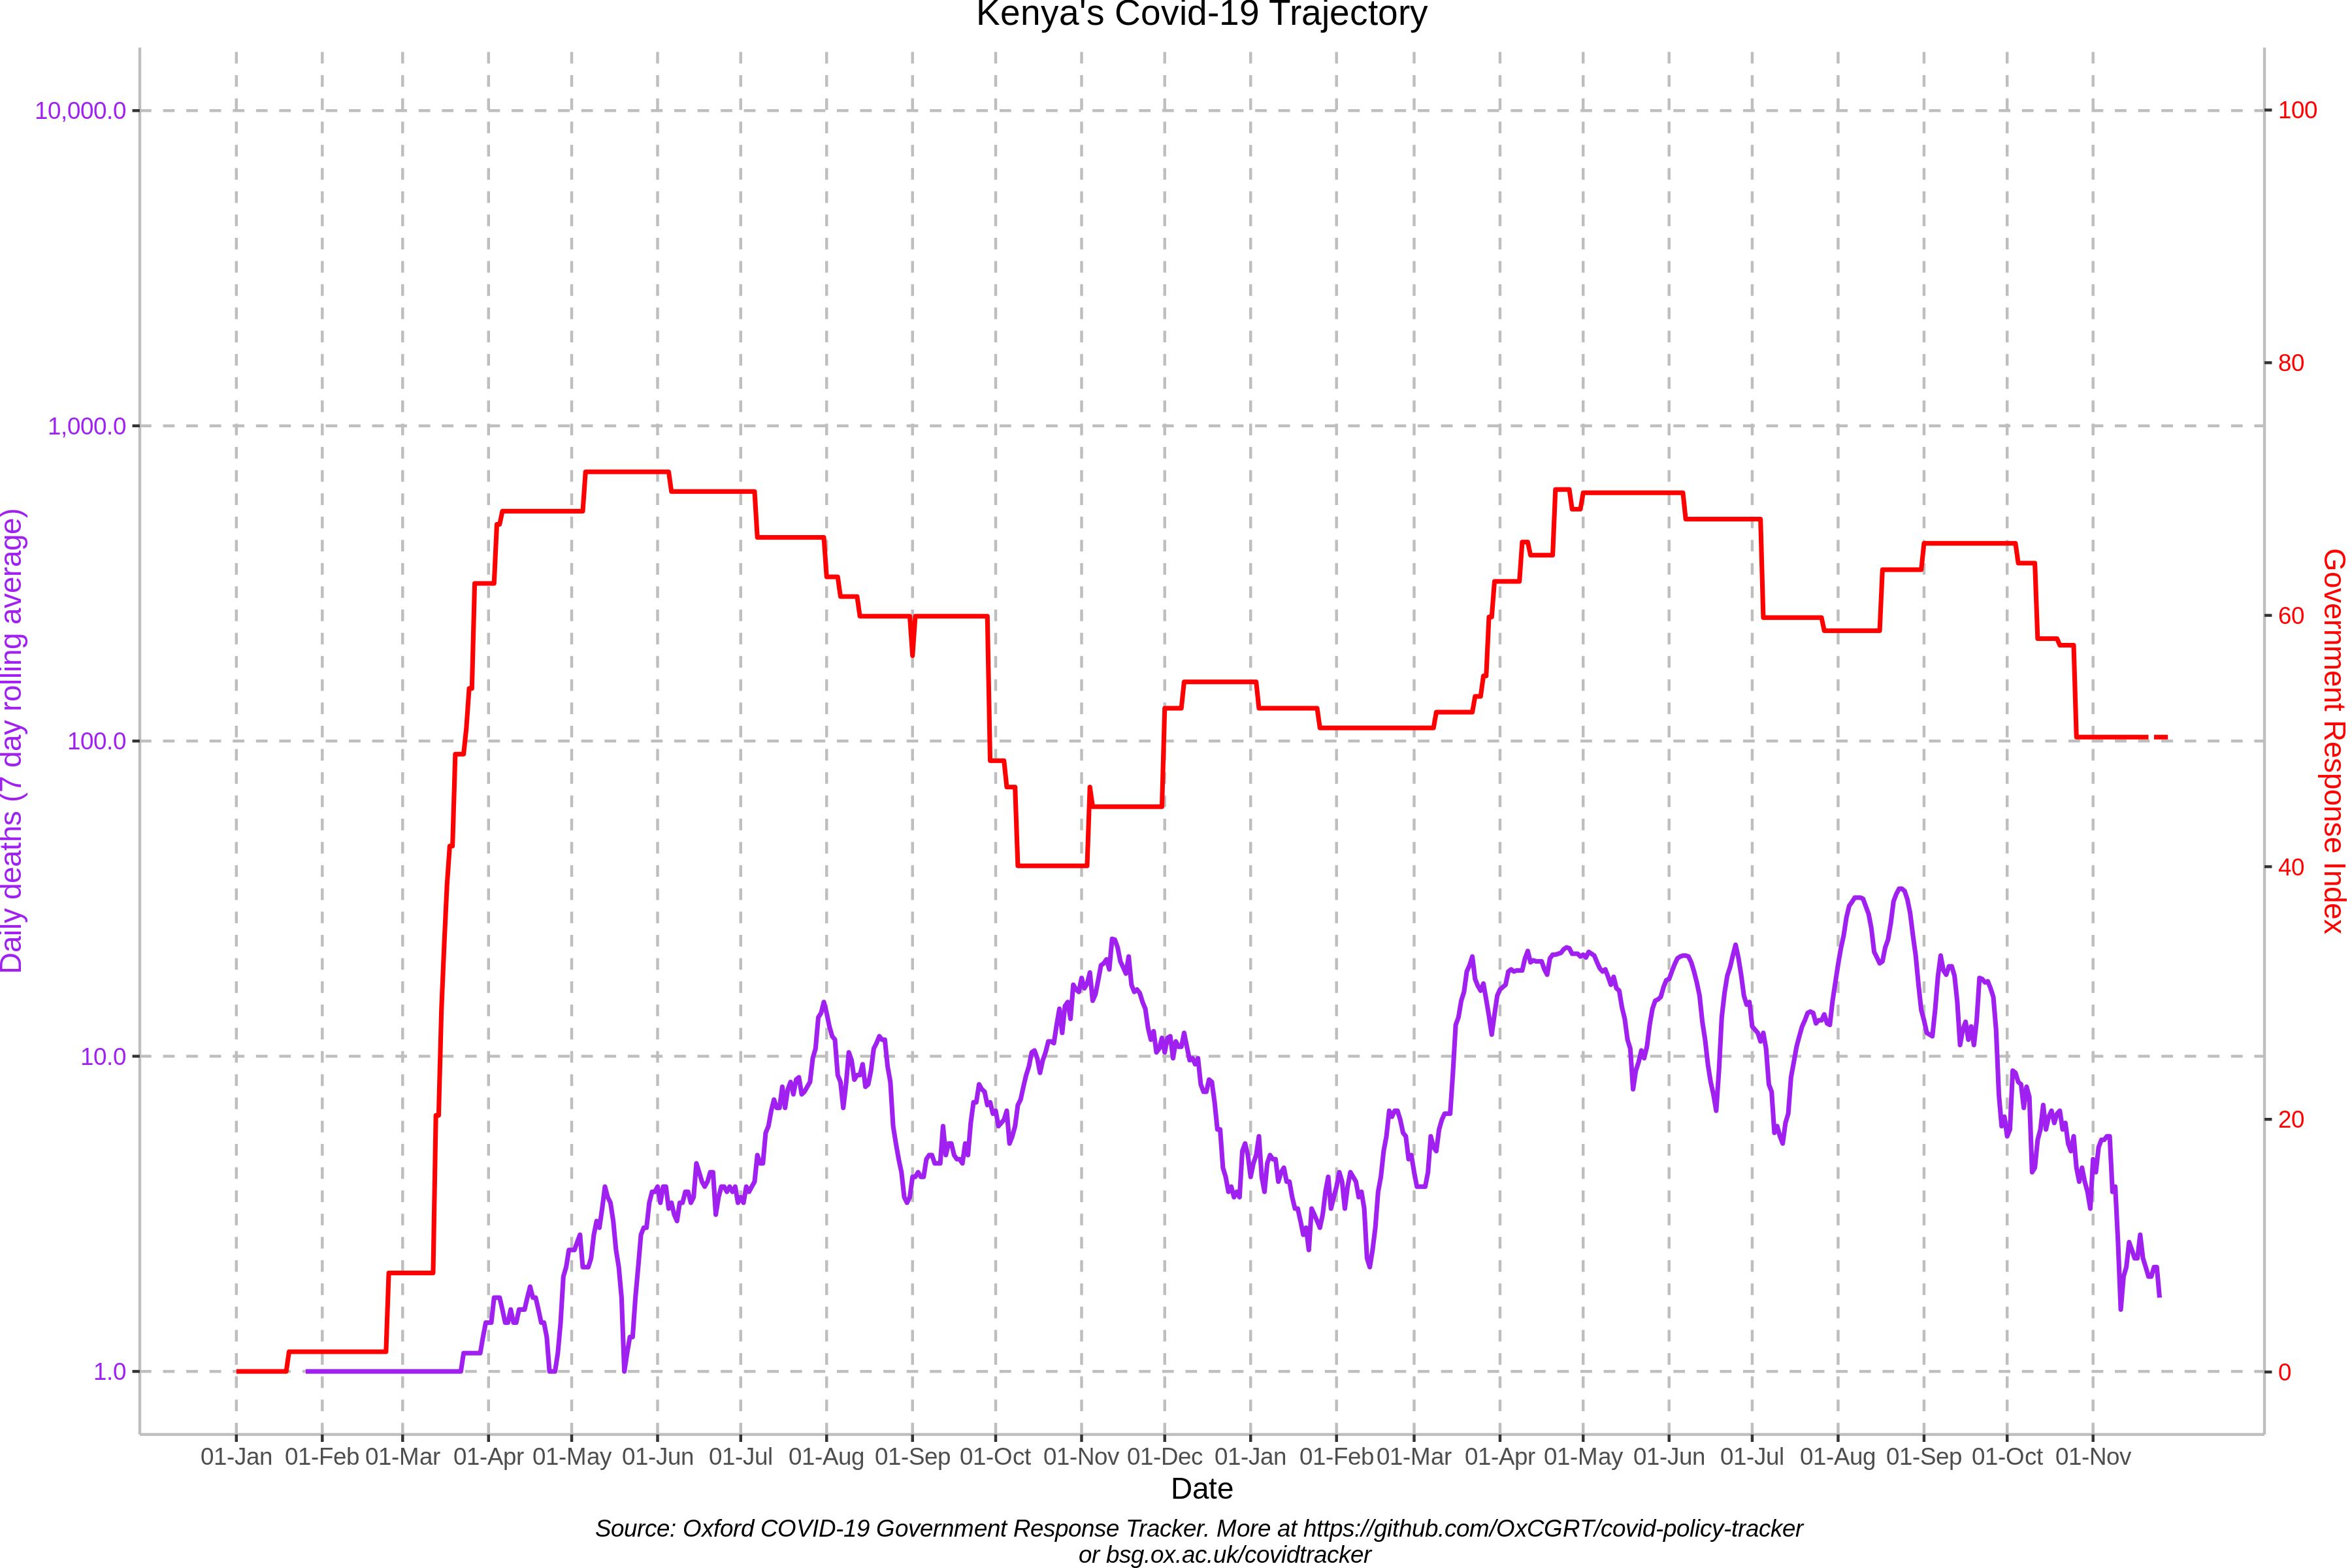 Kenya's Covid-19 Trajectory
10,000.0
1,000.0
100.0
10.0
1.0
Daily deaths (7 day rolling average)
100
80
60
40
20
0
Government Response Index
01-Jan 01-Feb 01-Mar 01-Apr 01-May 01-Jun 01-Jul 01-Aug 01-Sep 01-Oct 01-Nov 01-Dec 01-Jan 01-Feb 01-Mar 01-Apr 01-May 01-Jun 01-Jul 01-Aug 01-Sep 01-Oct 01-Nov
Date
Source: Oxford COVID-19 Government Response Tracker. More at https://github.com/OxCGRT/covid-policy-tracker
or bsg.ox.ac.uk/covidtracker